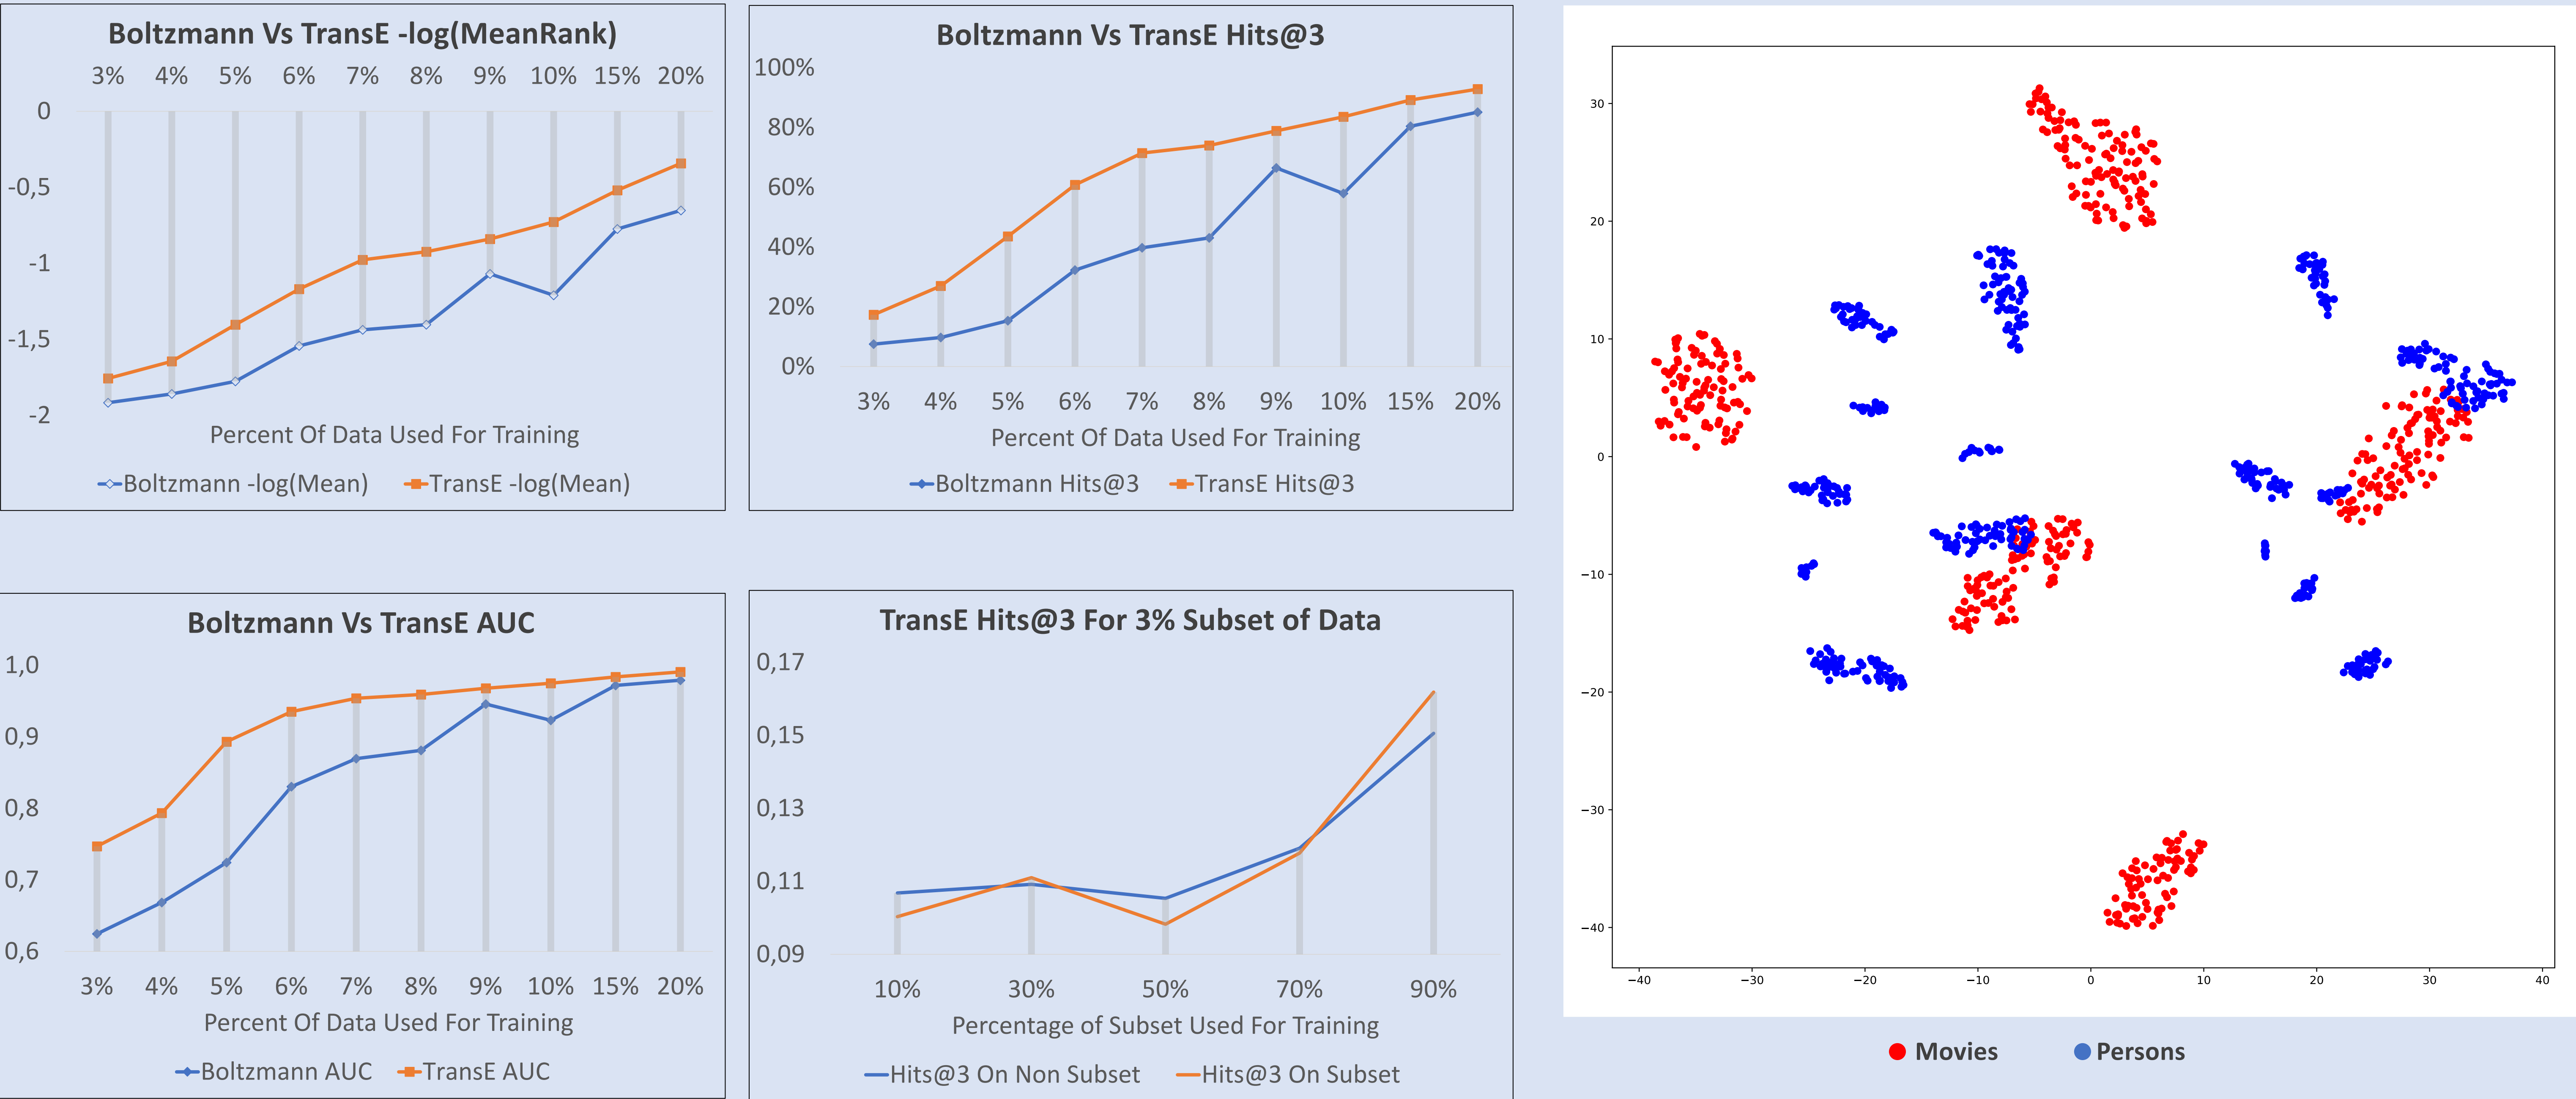 Boltzmann Vs TransE -log(MeanRank)
3% 4% 5% 6% 7% 8% 9% 10% 15% 20%
0
-0,5
-1
-1,5
-2
Percent Of Data Used For Training
Boltzmann -log(Mean) TransE -log(Mean)
Boltzmann Vs TransE Hits@3
100%
80%
60%
40%
20%
0%
3% 4% 5% 6% 7% 8% 9% 10% 15% 20%
Percent Of Data Used For Training
Boltzmann Hits@3 TransE Hits@3
Boltzmann Vs TransE AUC
1,0
0,9
0,8
0,7
0,6
3% 4% 5% 6% 7% 8% 9% 10% 15% 20%
Percent Of Data Used For Training
Boltzmann AUC TransE AUC
TransE Hits@3 For 3% Subset of Data
0,17
0,15
0,13
0,11
0,09
10% 30% 50% 70% 90%
Percentage of Subset Used For Training
Hits@3 On Non Subset Hits@3 On Subset
30
20
10
0
−10
−20
−30
−40
−40 −30 −20 −10 0 10 20 30 40
Movies Persons